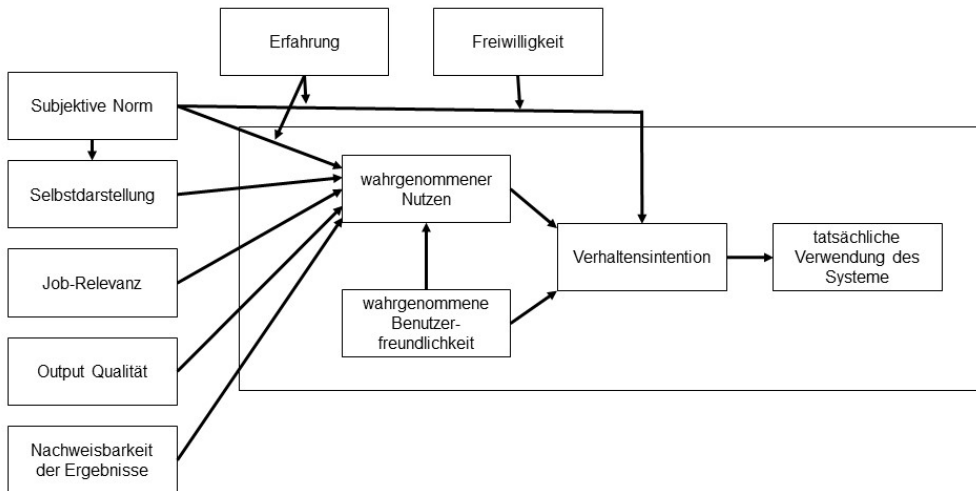 Erfahrung
Freiwilligkeit
Subjektive Norm
Selbstdarstellung
wahrgenommener
Nutzen
Verhaltensintention
tatsächliche
Verwendung des
Systeme
Job-Relevanz
wahrgenommene
Benutzer-
freundlichkeit
Output Qualität
Nachweisbarkeit
der Ergebnisse